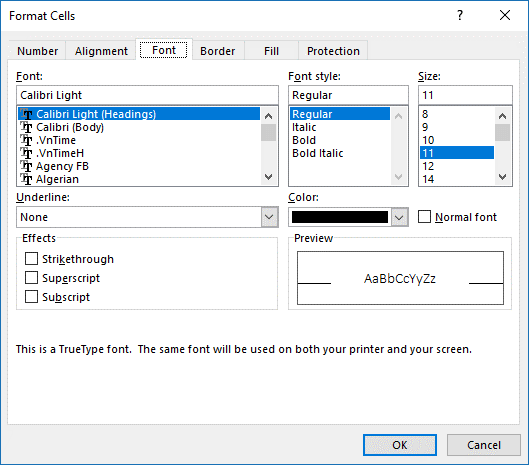 Format Cells
Number Alignment Font Border Fill Protection
Font: Font style: Size:
Calibri Light Regular 11
Calibri Light (Headings) Regular 8
Calibri (Body) Italic 9
.VnTime Bold 10
.VnTimeH Bold Italic 11
Agency FB 12
Algerian 14
Underline: Color:
None Normal font
Effects Preview
Strikethrough
Superscript AaBbCcYyZz
Subscript
This is a TrueType font. The same font will be used on both your printer and your screen.
OK Cancel